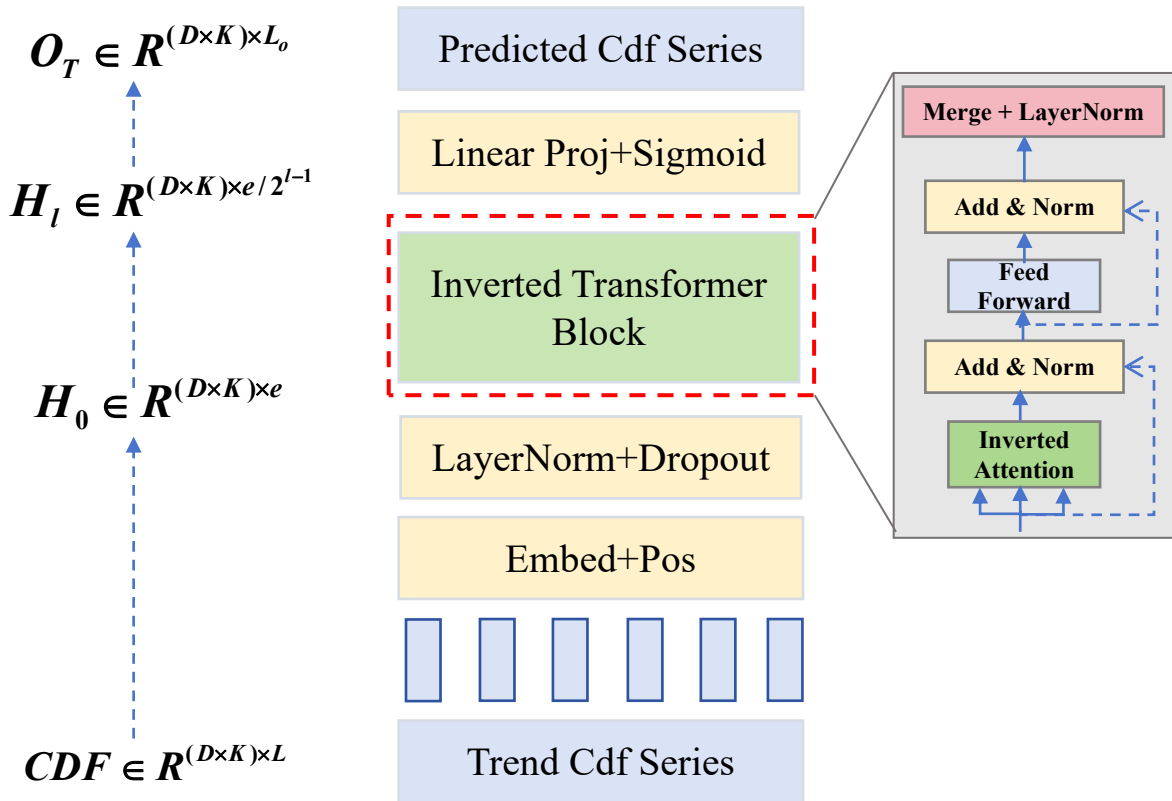 O_T ∈ R^{(D×K)×L_o}
H_l ∈ R^{(D×K)×e/2^{l-1}}
H_0 ∈ R^{(D×K)×e}
CDF ∈ R^{(D×K)×L}
Predicted Cdf Series
Linear Proj+Sigmoid
Inverted Transformer
Block
LayerNorm+Dropout
Embed+Pos
Trend Cdf Series
Merge + LayerNorm
Add & Norm
Feed
Forward
Add & Norm
Inverted
Attention